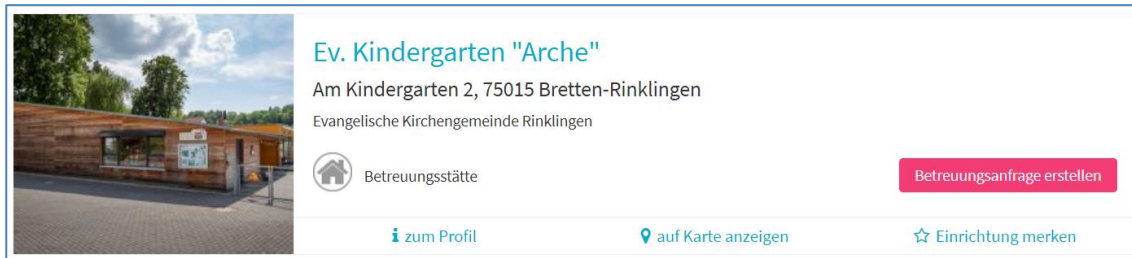 Ev. Kindergarten "Arche"
Am Kindergarten 2, 75015 Bretten-Rinklingen
Evangelische Kirchengemeinde Rinklingen
Betreuungsstätte
Betreuungsanfrage erstellen
zum Profil
auf Karte anzeigen
Einrichtung merken